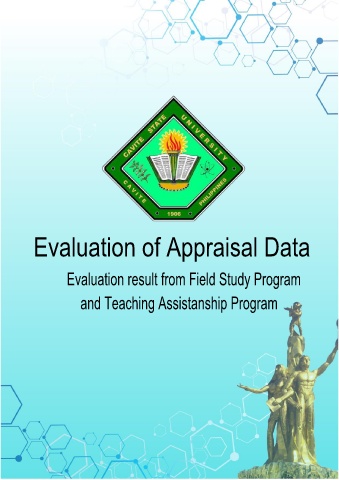 CAVITE STATE UNIVERSITY
CAVITE
PHILIPPINES
1906
Evaluation of Appraisal Data
Evaluation result from Field Study Program
and Teaching Assistanship Program